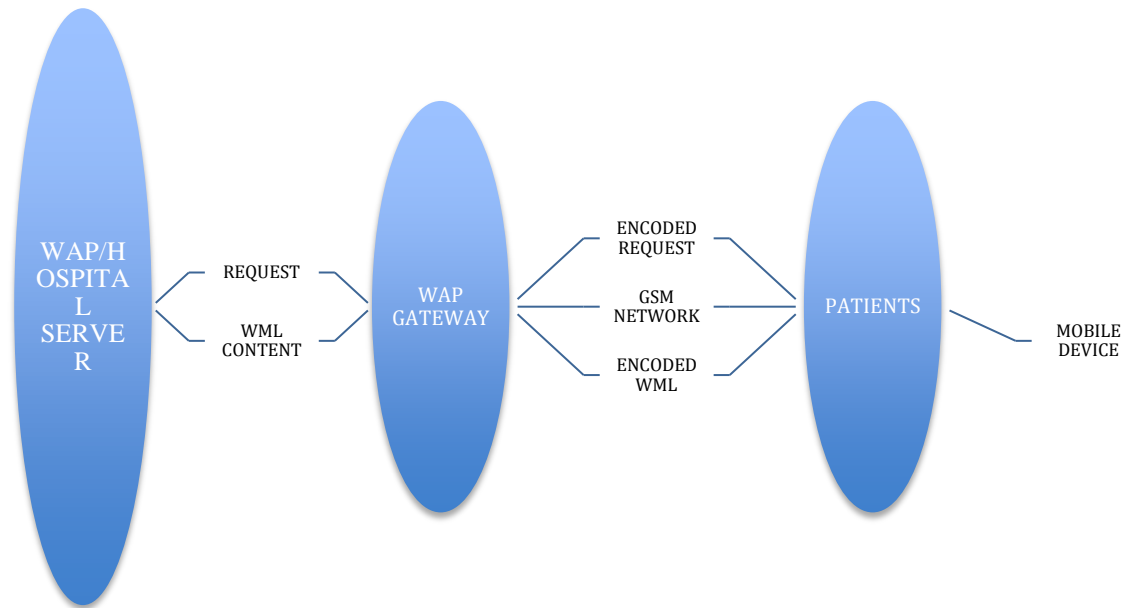 WAP/H
OSPITA
L
SERVE
R
REQUEST
WML
CONTENT
WAP
GATEWAY
ENCODED
REQUEST
GSM
NETWORK
ENCODED
WML
PATIENTS
MOBILE
DEVICE